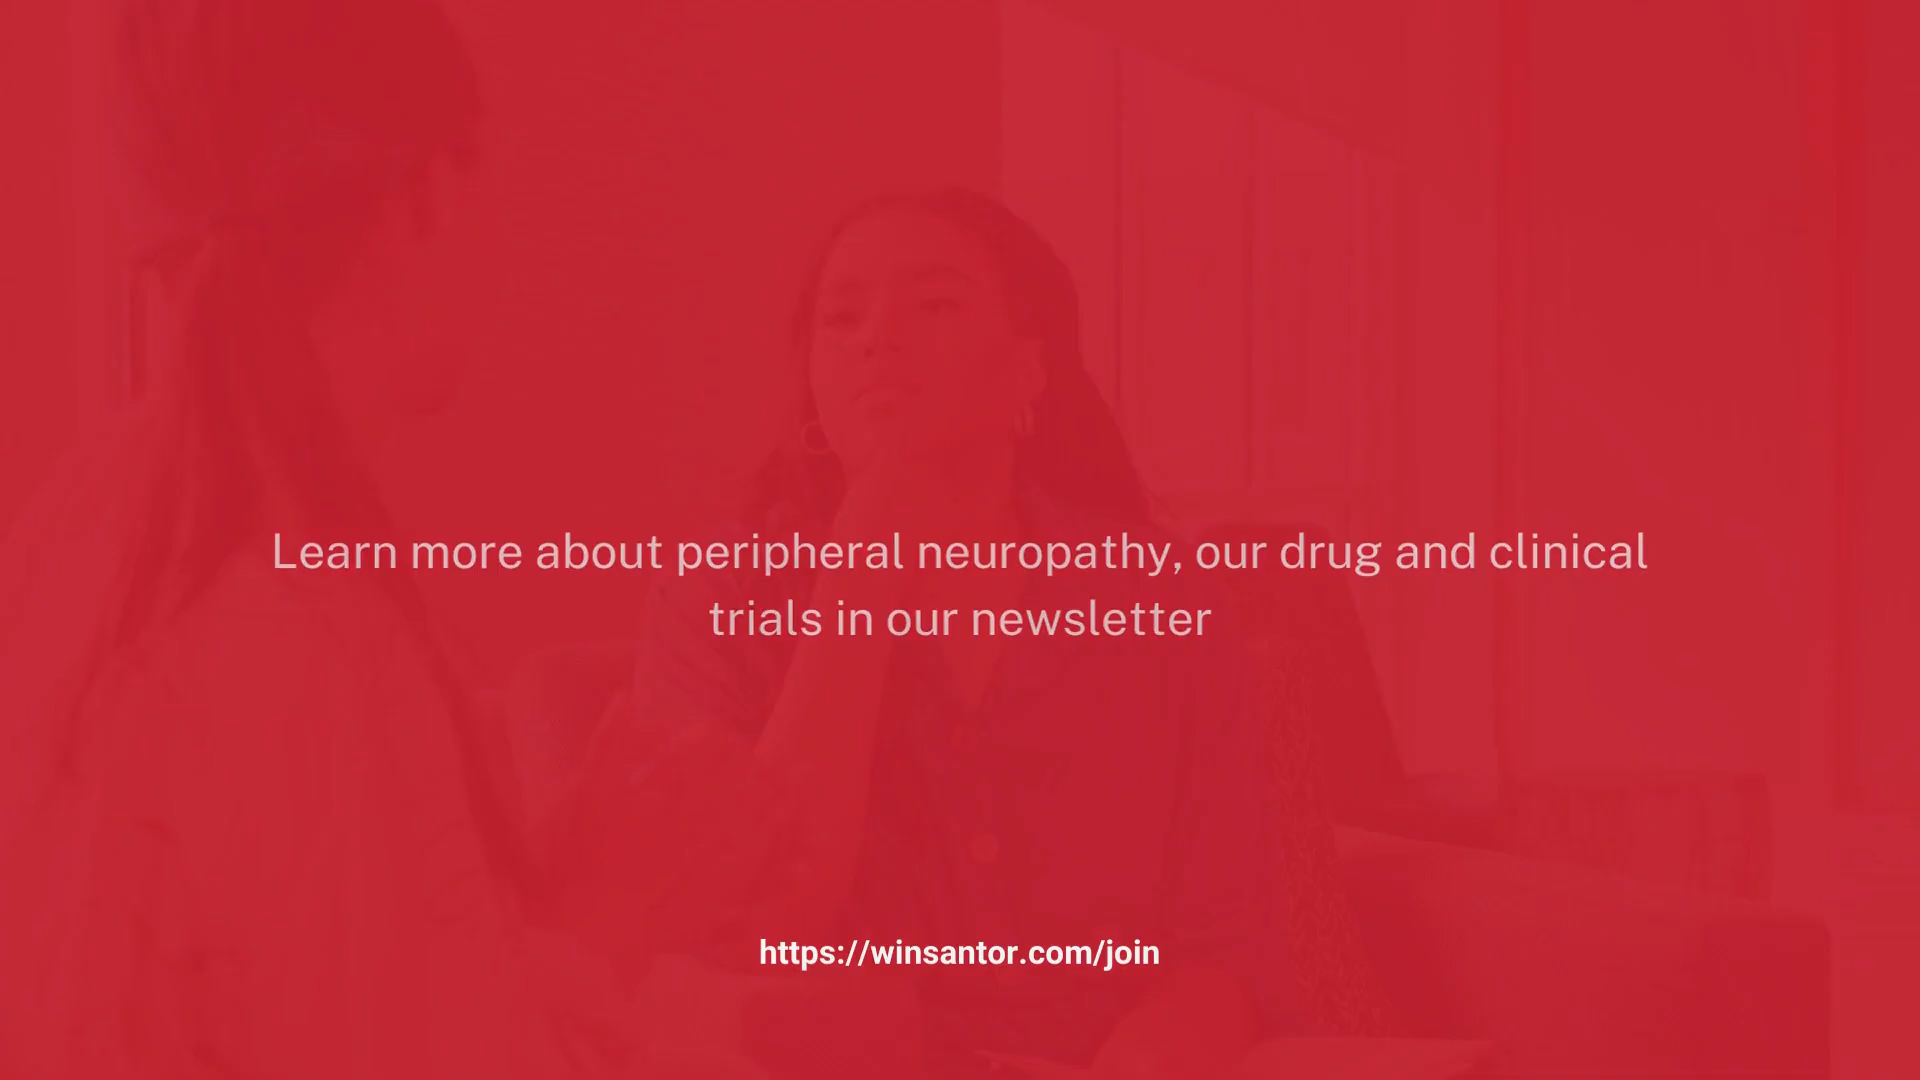 Learn more about peripheral neuropathy, our drug and clinical
trials in our newsletter
https://winsantor.com/join